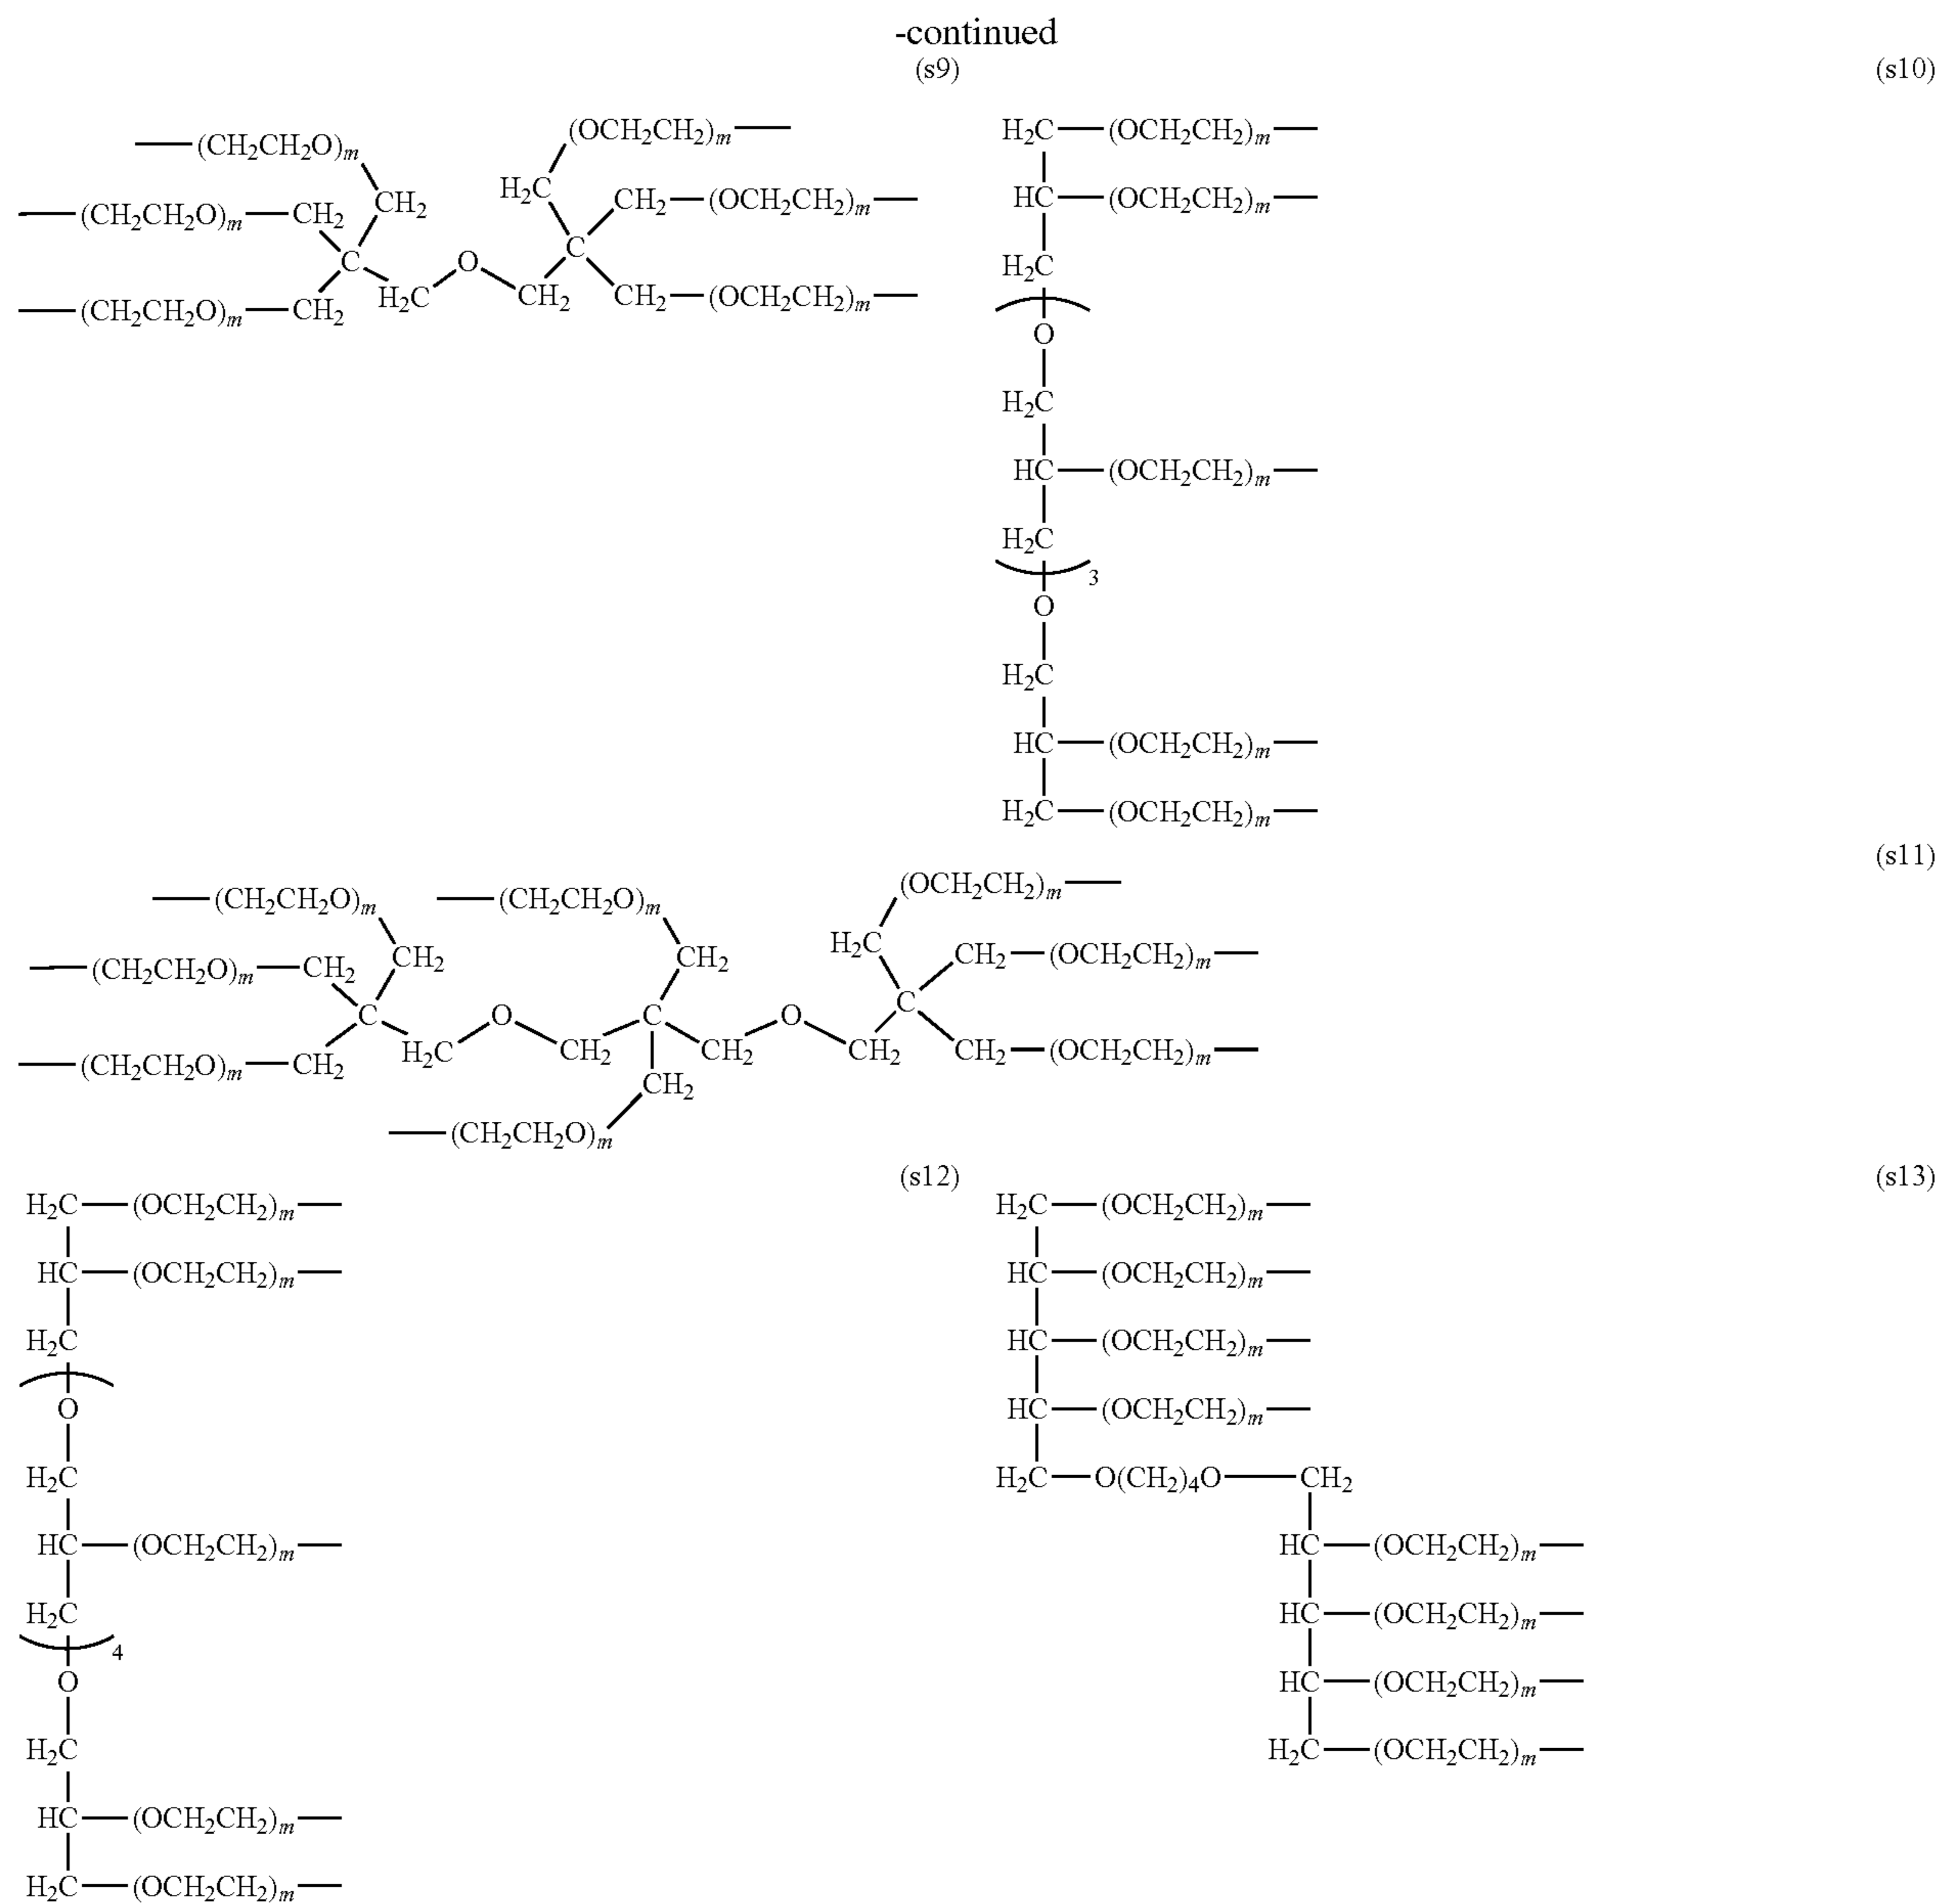 -continued
(s9) (s10)
—(CH₂CH₂O)ₘ (OCH₂CH₂)ₘ—
CH₂ H₂C
—(CH₂CH₂O)ₘ—CH₂ CH₂—(OCH₂CH₂)ₘ—
C C
O
H₂C CH₂
—(CH₂CH₂O)ₘ—CH₂ CH₂—(OCH₂CH₂)ₘ—
H₂C—(OCH₂CH₂)ₘ—
HC—(OCH₂CH₂)ₘ—
H₂C
(
O
H₂C
HC—(OCH₂CH₂)ₘ—
H₂C
)₃
O
H₂C
HC—(OCH₂CH₂)ₘ—
H₂C—(OCH₂CH₂)ₘ—
(s11)
—(CH₂CH₂O)ₘ —(CH₂CH₂O)ₘ (OCH₂CH₂)ₘ—
CH₂ CH₂ H₂C
—(CH₂CH₂O)ₘ—CH₂ CH₂—(OCH₂CH₂)ₘ—
C O C O C
—(CH₂CH₂O)ₘ—CH₂ H₂C CH₂ CH₂ CH₂ CH₂—(OCH₂CH₂)ₘ—
CH₂
—(CH₂CH₂O)ₘ
(s12) (s13)
H₂C—(OCH₂CH₂)ₘ—
HC—(OCH₂CH₂)ₘ—
H₂C
(
O
H₂C
HC—(OCH₂CH₂)ₘ—
H₂C
)₄
O
H₂C
HC—(OCH₂CH₂)ₘ—
H₂C—(OCH₂CH₂)ₘ—
H₂C—(OCH₂CH₂)ₘ—
HC—(OCH₂CH₂)ₘ—
HC—(OCH₂CH₂)ₘ—
HC—(OCH₂CH₂)ₘ—
H₂C—O(CH₂)₄O—CH₂
HC—(OCH₂CH₂)ₘ—
HC—(OCH₂CH₂)ₘ—
HC—(OCH₂CH₂)ₘ—
H₂C—(OCH₂CH₂)ₘ—